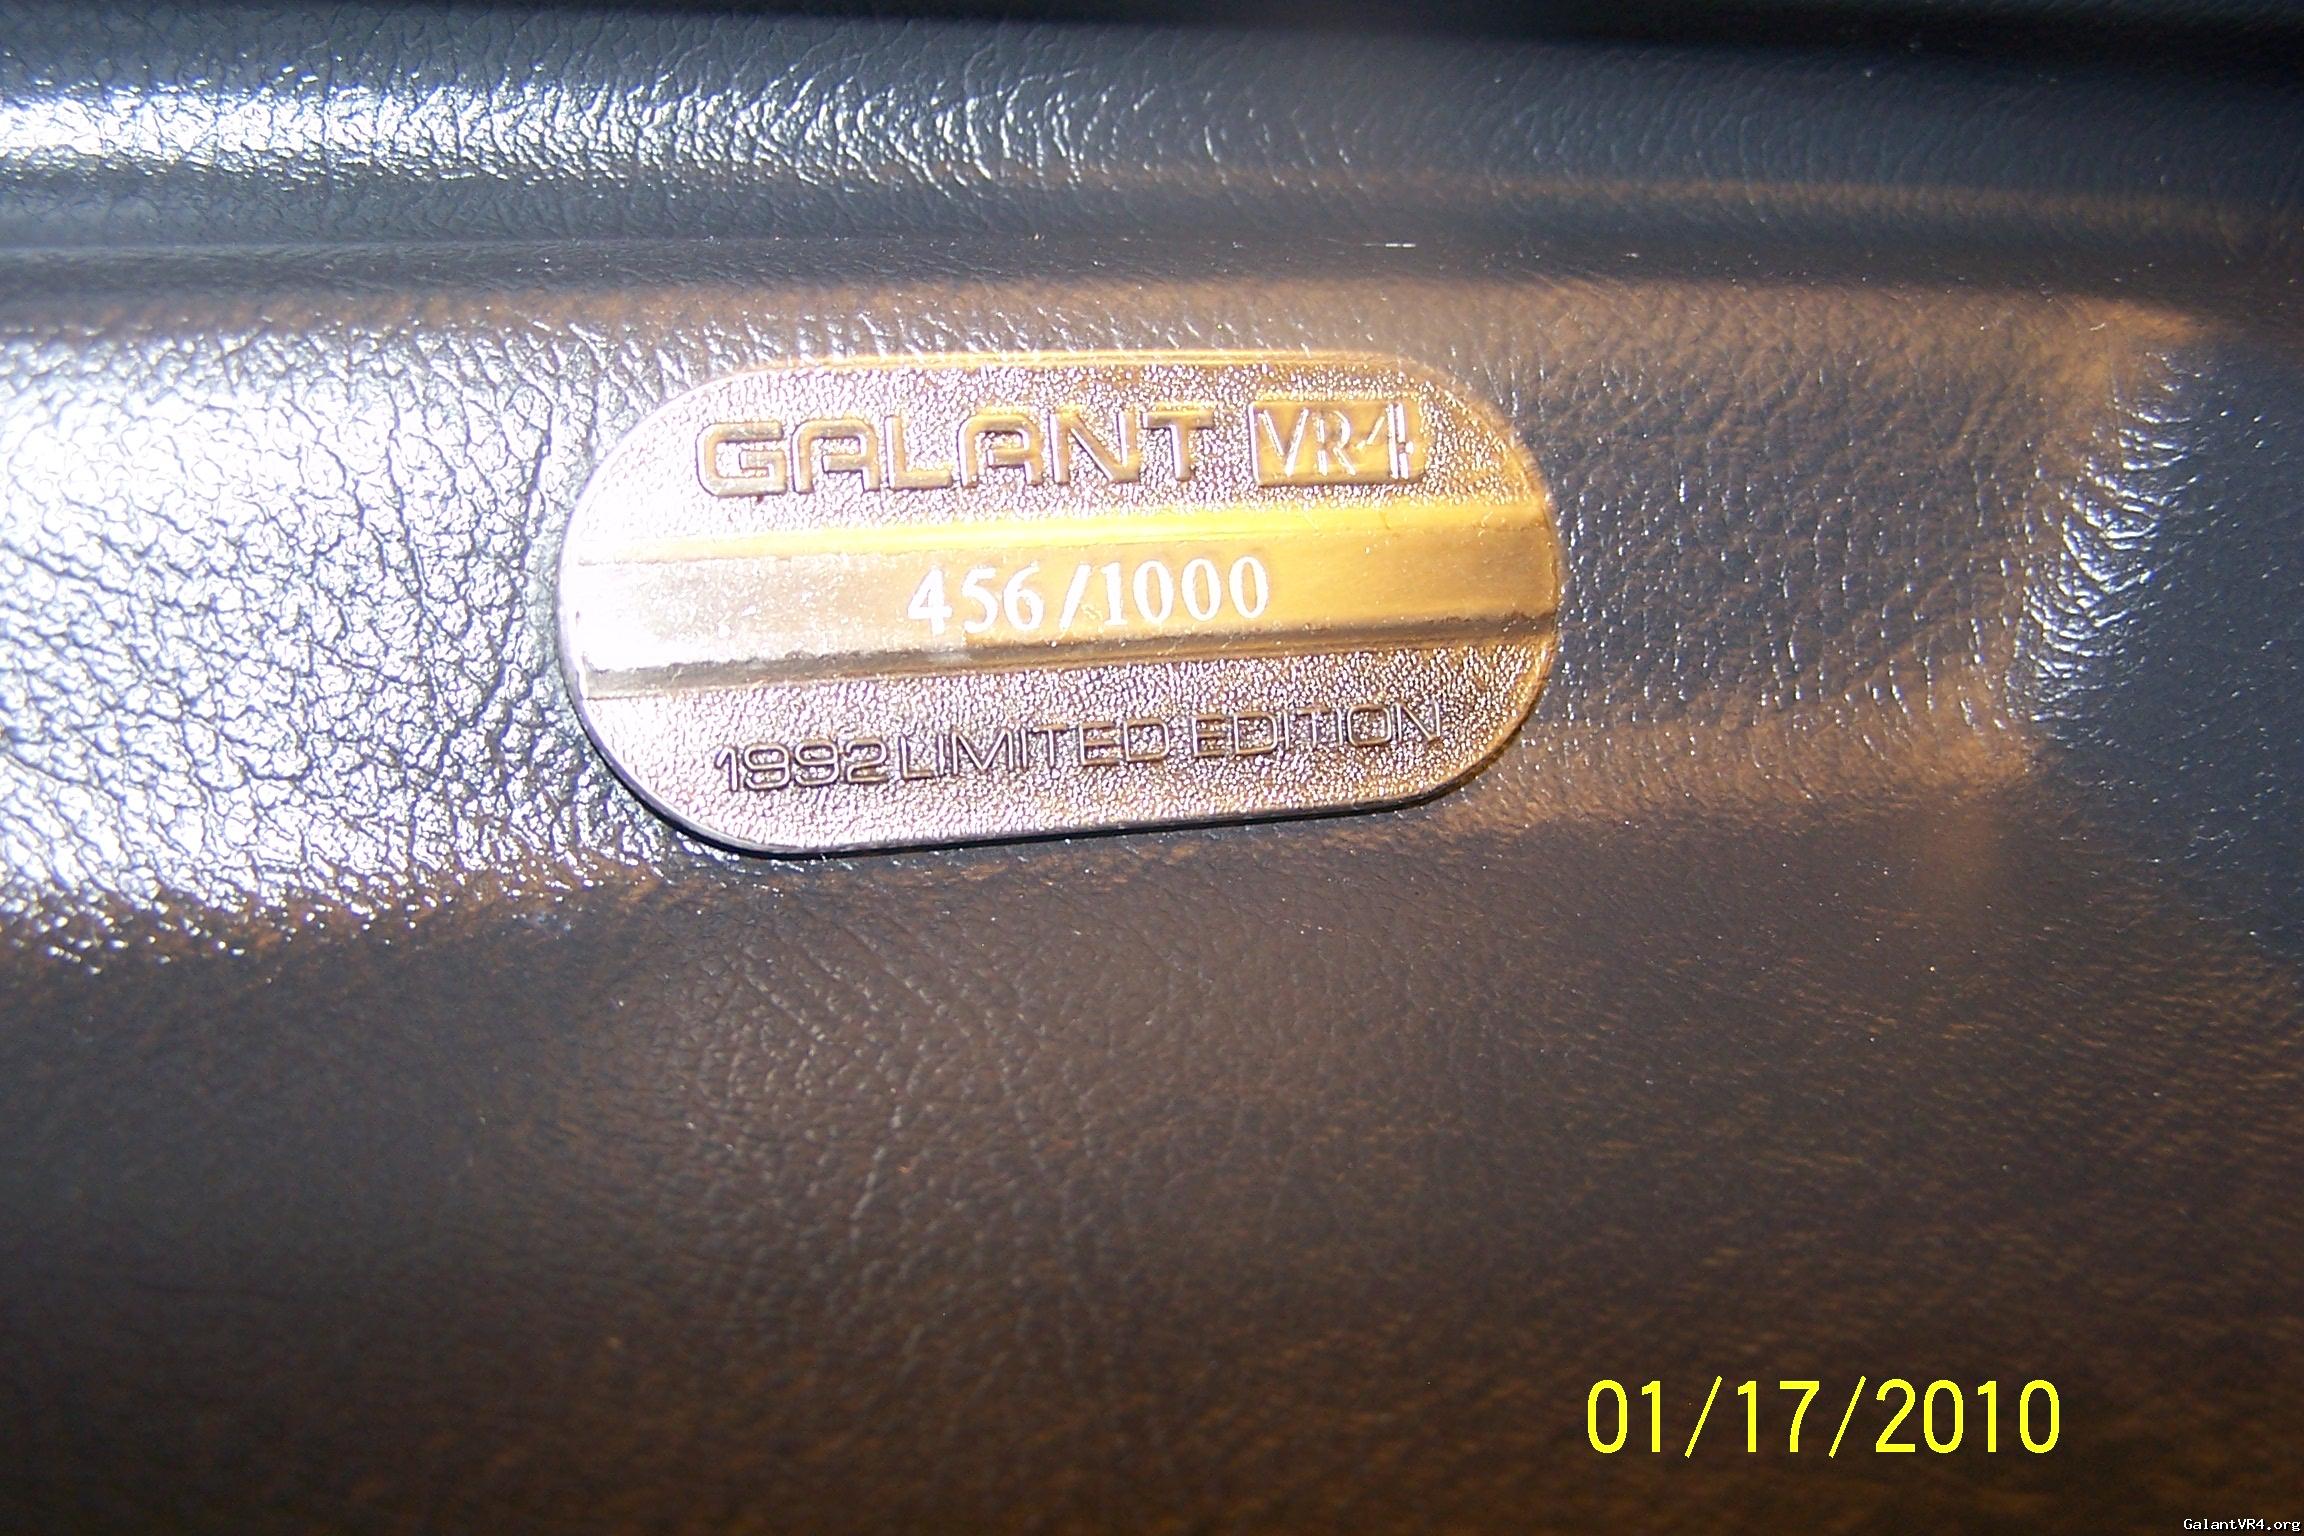 GALANT VR-4
456/1000
1992 LIMITED EDITION
01/17/2010
GalantVR4.org